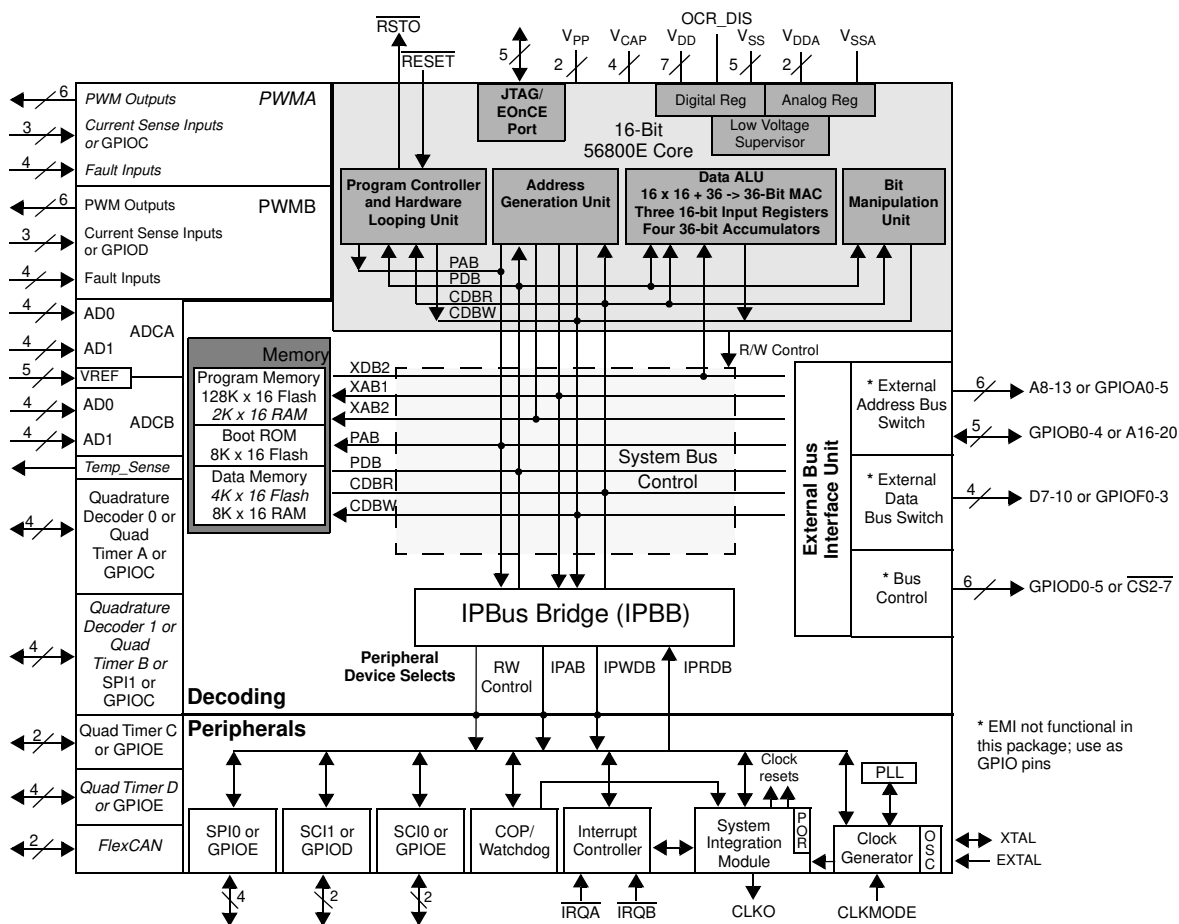 RSTO
RESET
5
VPP
2
VCAP
4
VDD
7
OCR_DIS
VSS
5
VDDA
2
VSSA
JTAG/
EOnCE
Port
Digital Reg
Analog Reg
Low Voltage
Supervisor
16-Bit
56800E Core
6
PWM Outputs
PWMA
3
Current Sense Inputs
or GPIOC
4
Fault Inputs
6
PWM Outputs
PWMB
3
Current Sense Inputs
or GPIOD
4
Fault Inputs
Program Controller
and Hardware
Looping Unit
Address
Generation Unit
Data ALU
16 x 16 + 36 -> 36-Bit MAC
Three 16-bit Input Registers
Four 36-bit Accumulators
Bit
Manipulation
Unit
PAB
PDB
CDBR
CDBW
4
AD0
ADCA
4
AD1
5
VREF
4
AD0
ADCB
4
AD1
Temp_Sense
4
Quadrature
Decoder 0 or
Quad
Timer A or
GPIOC
4
Quadrature
Decoder 1 or
Quad
Timer B or
SPI1 or
GPIOC
2
Quad Timer C
or GPIOE
4
Quad Timer D
or GPIOE
2
FlexCAN
Memory
Program Memory
128K x 16 Flash
2K x 16 RAM
Boot ROM
8K x 16 Flash
Data Memory
4K x 16 Flash
8K x 16 RAM
XDB2
XAB1
XAB2
PAB
PDB
CDBR
CDBW
R/W Control
System Bus
Control
External Bus
Interface Unit
* External
Address Bus
Switch
* External
Data
Bus Switch
* Bus
Control
6
A8-13 or GPIOA0-5
5
GPIOB0-4 or A16-20
4
D7-10 or GPIOF0-3
6
GPIOD0-5 or CS2-7
IPBus Bridge (IPBB)
Peripheral
Device Selects
RW
Control
IPAB
IPWDB
IPRDB
Decoding
Peripherals
* EMI not functional in
this package; use as
GPIO pins
Clock
resets
PLL
SPI0 or
GPIOE
SCI1 or
GPIOD
SCI0 or
GPIOE
COP/
Watchdog
Interrupt
Controller
System
Integration
Module
POR
Clock
Generator
OSC
XTAL
EXTAL
4
2
2
IRQA
IRQB
CLKO
CLKMODE